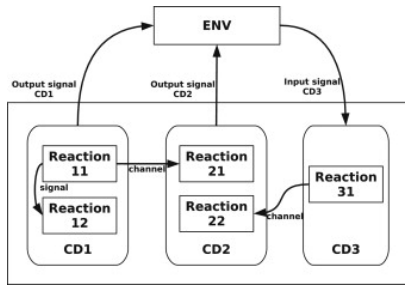 ENV
Output signal
CD1
Output signal
CD2
Input signal
CD3
Reaction
11
channel
Reaction
21
signal
Reaction
31
Reaction
12
Reaction
22
channel
CD1
CD2
CD3